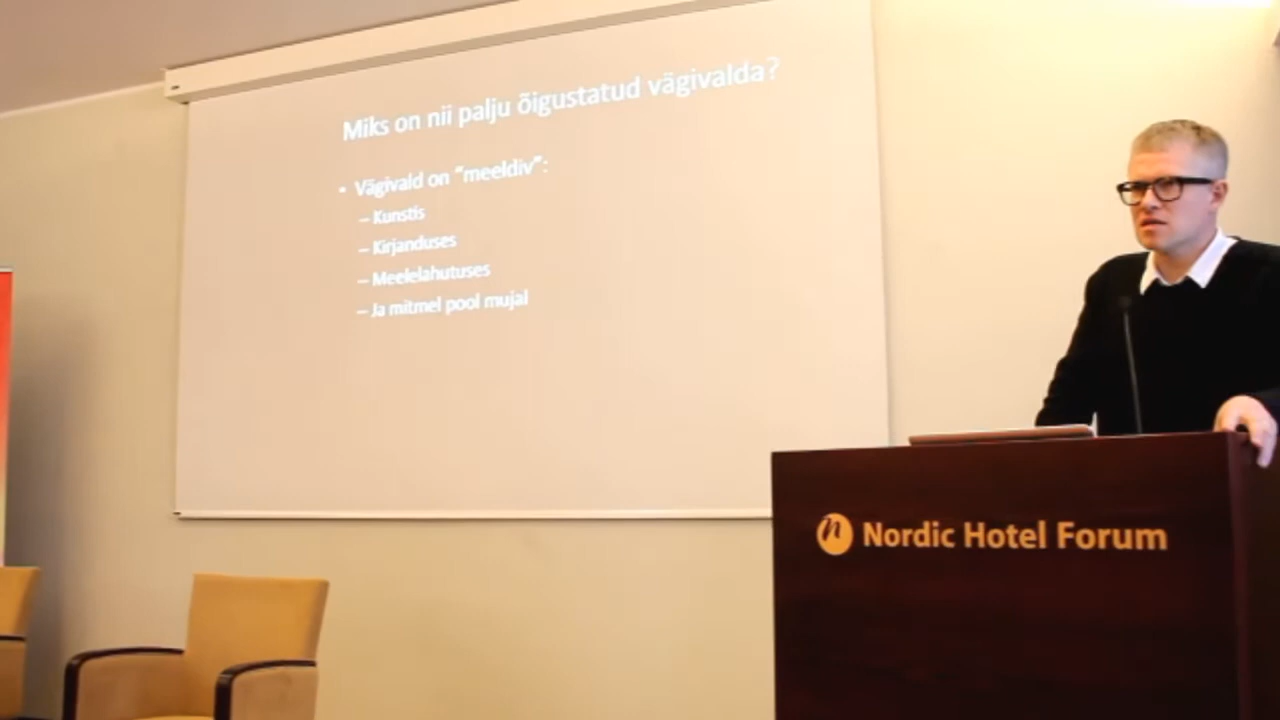 Miks on nii palju õigustatud vägivalda?
• Vägivald on “meeldiv”:
– Kunstis
– Kirjanduses
– Meelelahutuses
– Ja mitmel pool mujal
n Nordic Hotel Forum